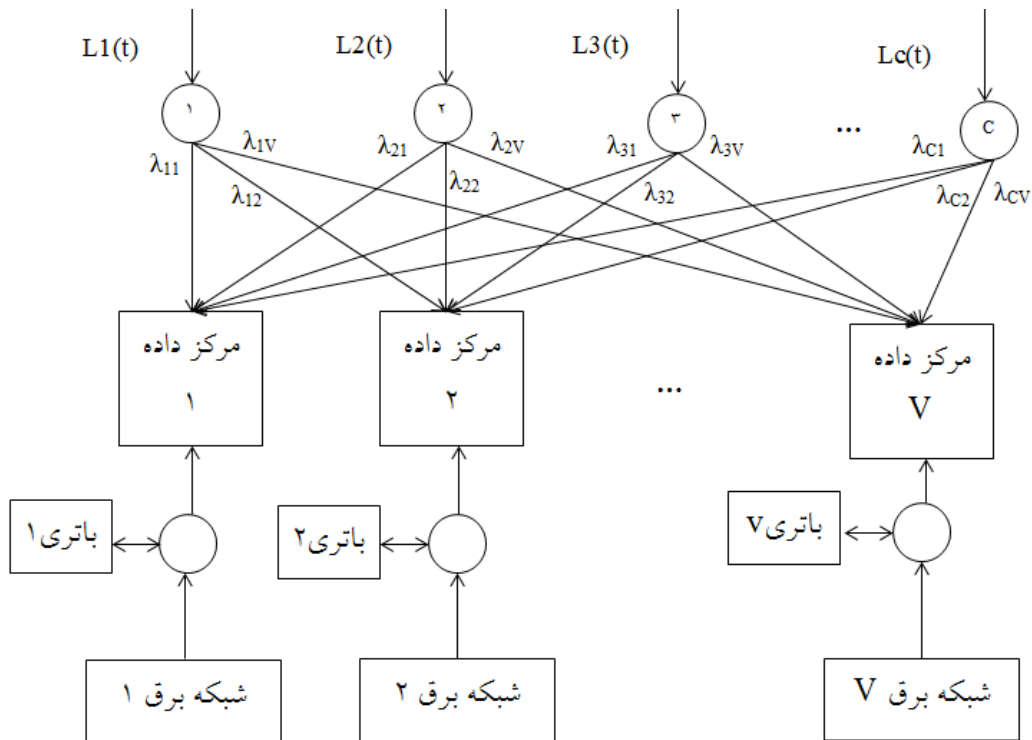 L1(t)
L2(t)
L3(t)
Lc(t)
۱
۲
۳
...
C
λ11
λ1V
λ12
λ21
λ2V
λ22
λ31
λ3V
λ32
λC1
λC2
λCV
مرکز داده
۱
مرکز داده
۲
...
مرکز داده
V
باتری۱
باتری۲
باتریv
شبکه برق ۱
شبکه برق ۲
شبکه برق V